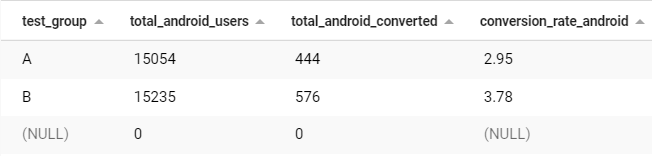 test_group total_android_users total_android_converted conversion_rate_android
A 15054 444 2.95
B 15235 576 3.78
(NULL) 0 0 (NULL)